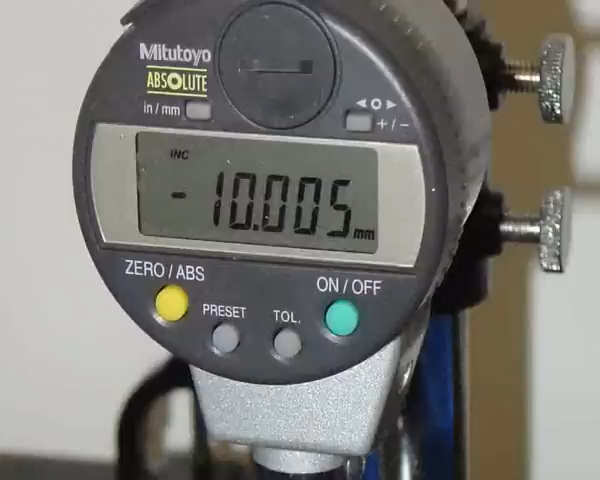 Mitutoyo
ABSOLUTE
in / mm
◄ O ►
+ / −
INC
-10.005 mm
ZERO / ABS
ON / OFF
PRESET
TOL.